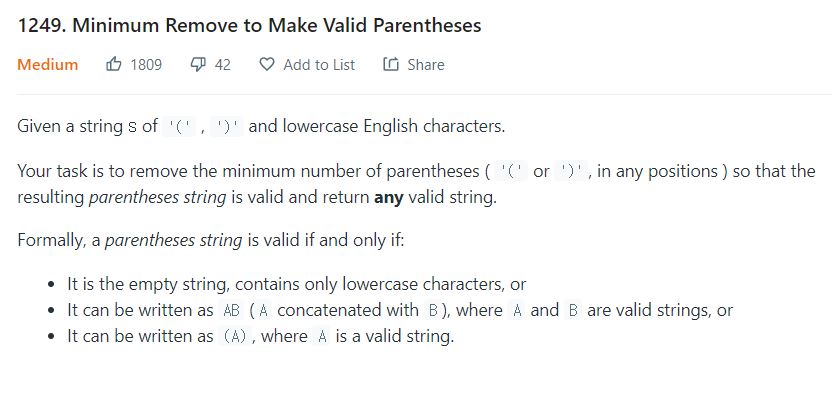 1249. Minimum Remove to Make Valid Parentheses
Medium 1809 42 Add to List Share
Given a string s of '(' , ')' and lowercase English characters.
Your task is to remove the minimum number of parentheses ( '(' or ')' , in any positions ) so that the
resulting parentheses string is valid and return any valid string.
Formally, a parentheses string is valid if and only if:
• It is the empty string, contains only lowercase characters, or
• It can be written as AB ( A concatenated with B ), where A and B are valid strings, or
• It can be written as (A) , where A is a valid string.